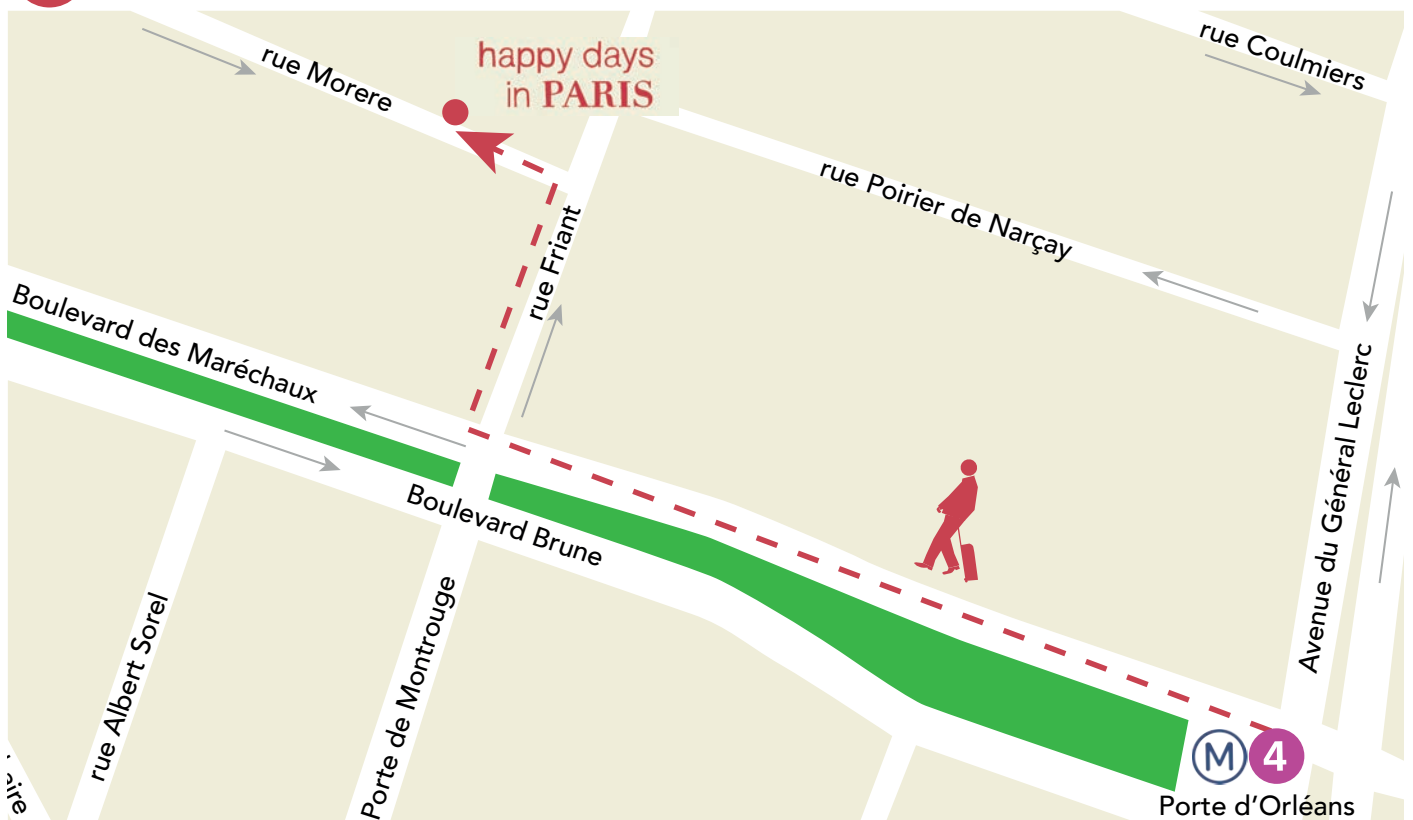 rue Coulmiers
happy days
in PARIS
rue Morere
rue Poirier de Narçay
rue Friant
Boulevard des Maréchaux
Avenue du Général Leclerc
Boulevard Brune
rue Albert Sorel
Porte de Montrouge
M 4
Porte d'Orléans